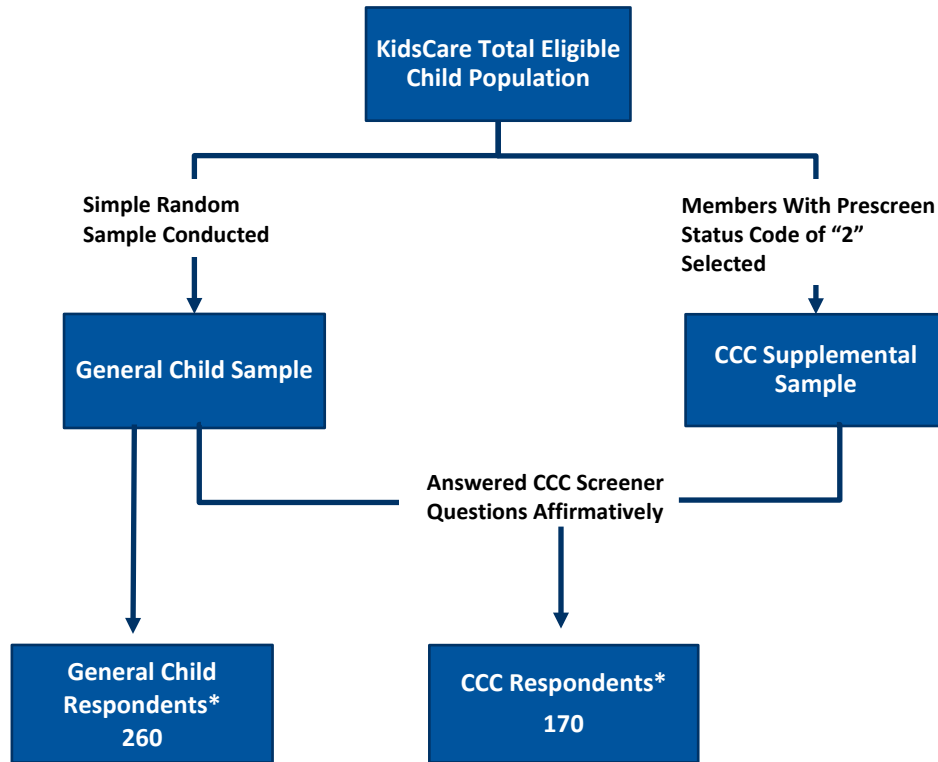 KidsCare Total Eligible
Child Population
Simple Random
Sample Conducted
Members With Prescreen
Status Code of “2”
Selected
General Child Sample
CCC Supplemental
Sample
Answered CCC Screener
Questions Affirmatively
General Child
Respondents*
260
CCC Respondents*
170